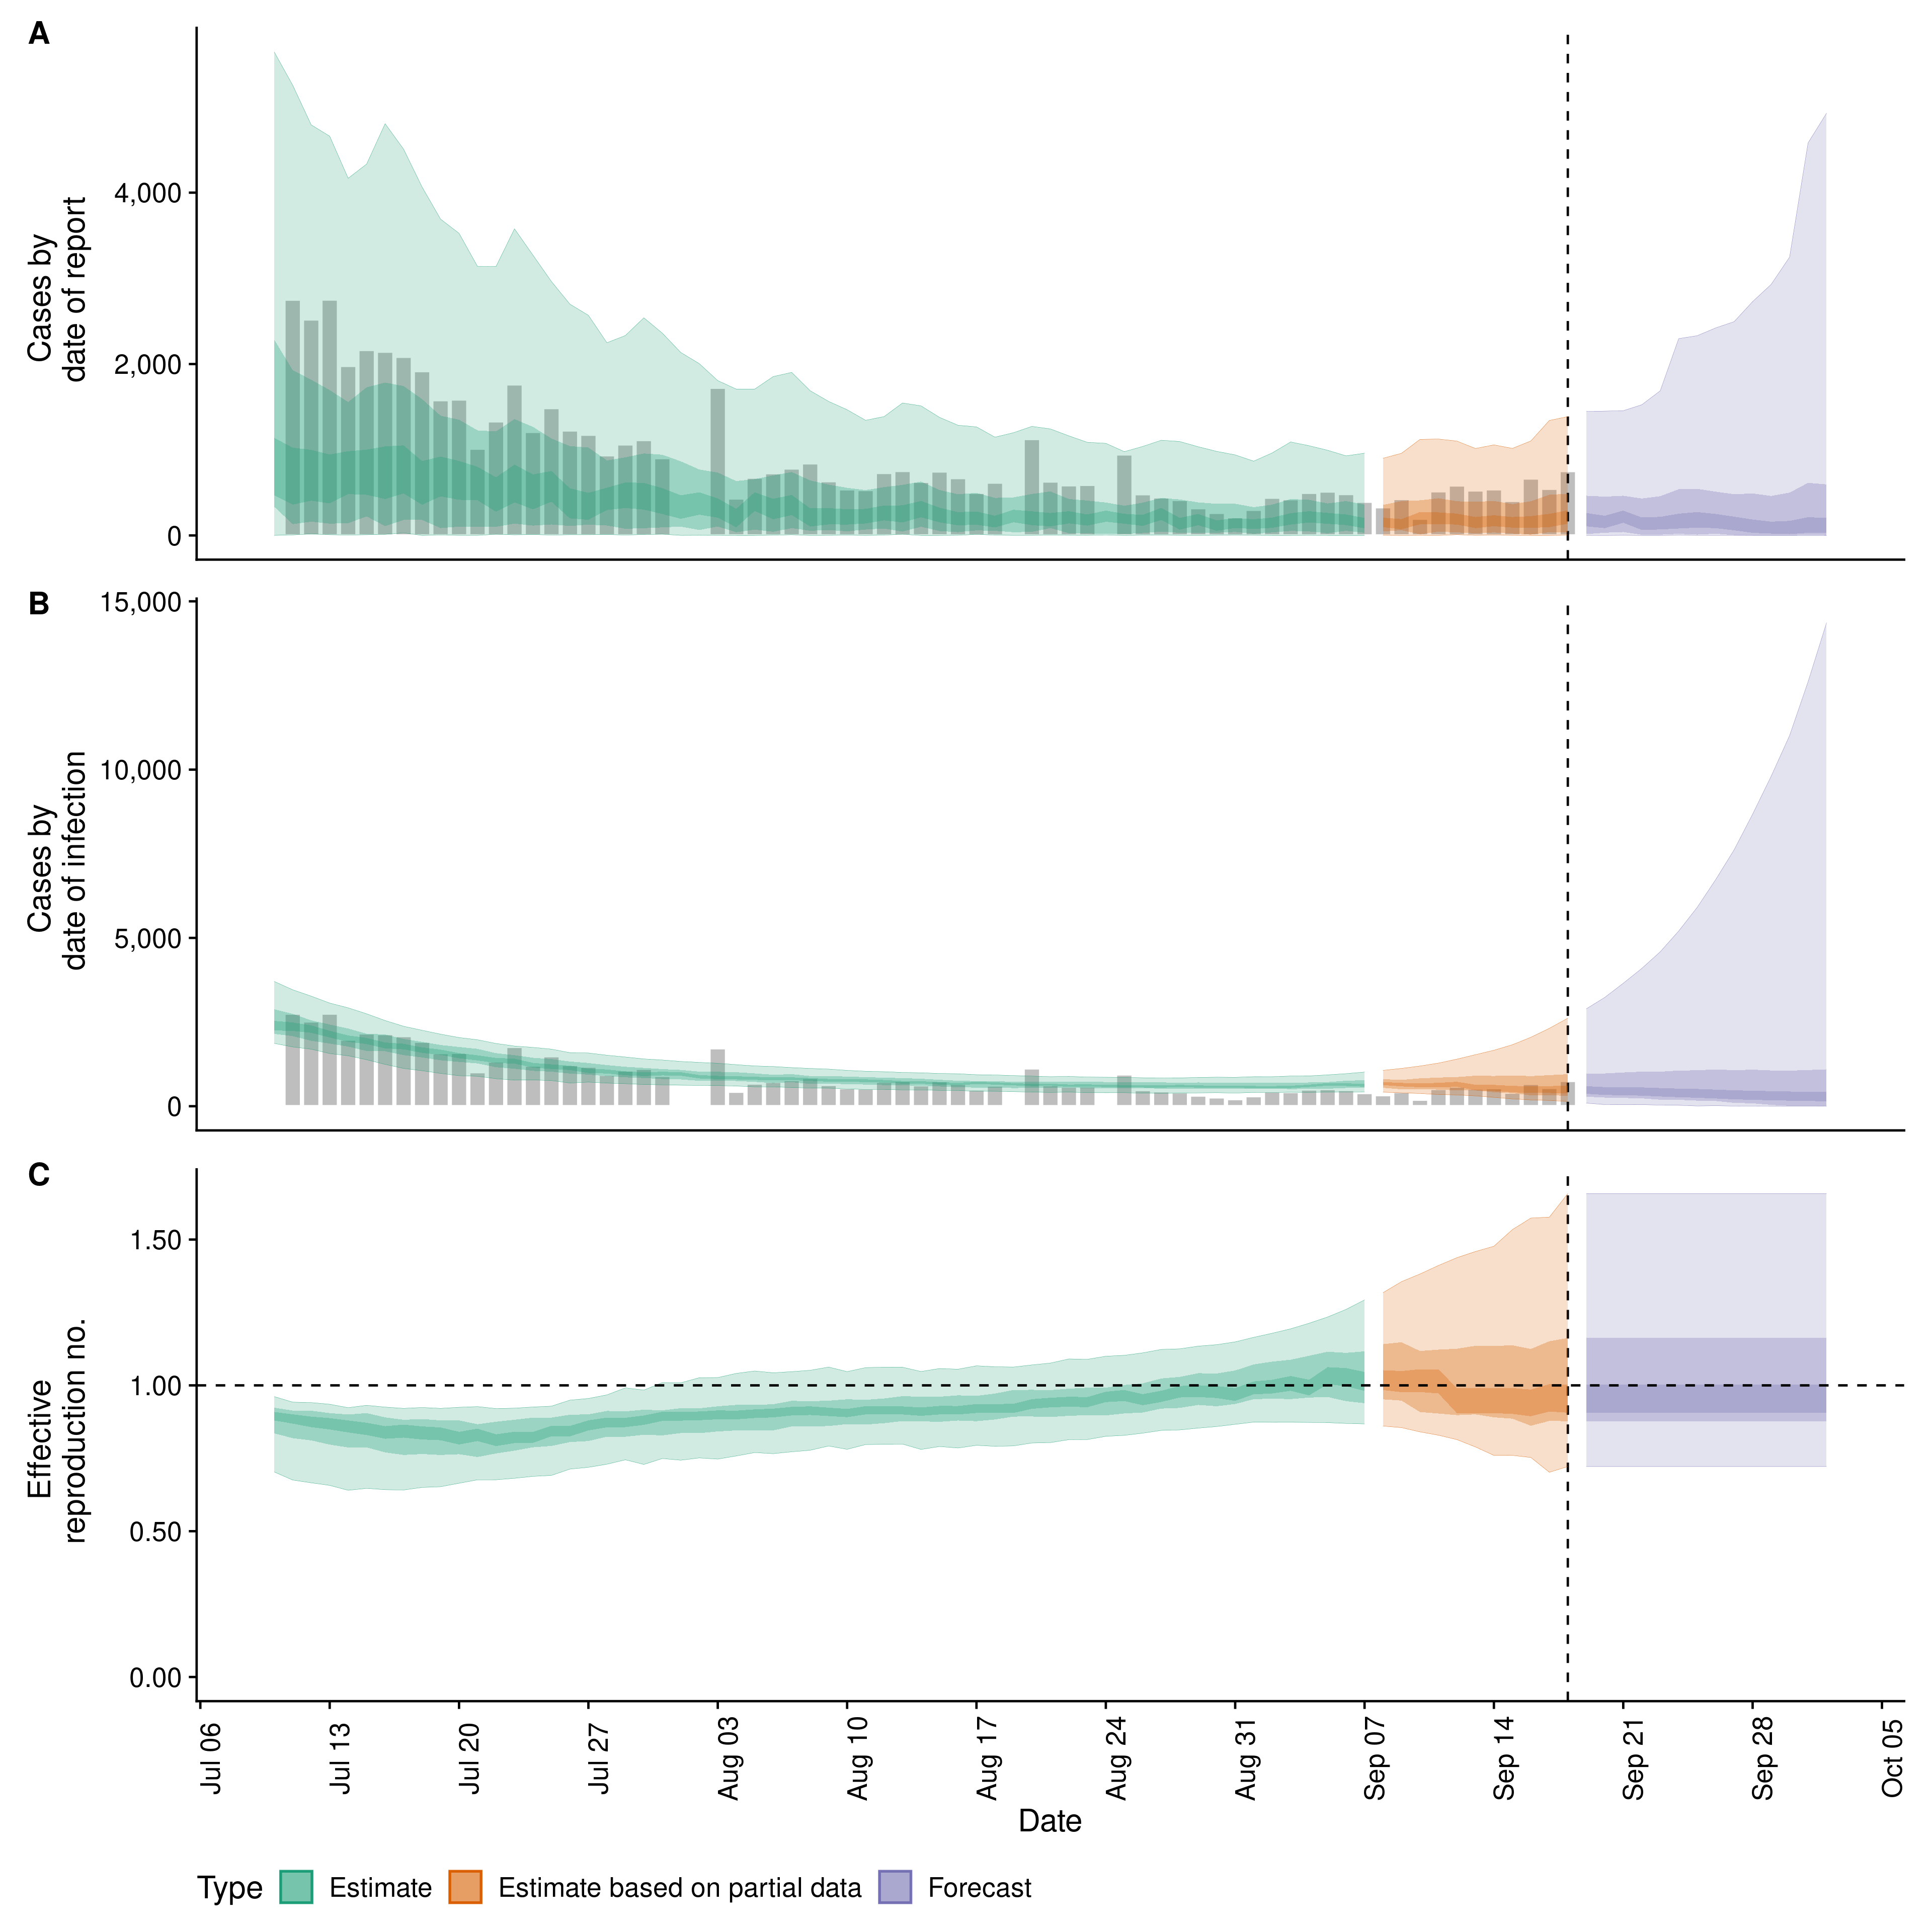 A
Cases by
date of report
4,000
2,000
0
B
Cases by
date of infection
15,000
10,000
5,000
0
C
Effective
reproduction no.
1.50
1.00
0.50
0.00
Jul 06
Jul 13
Jul 20
Jul 27
Aug 03
Aug 10
Aug 17
Aug 24
Aug 31
Sep 07
Sep 14
Sep 21
Sep 28
Oct 05
Date
Type Estimate Estimate based on partial data Forecast